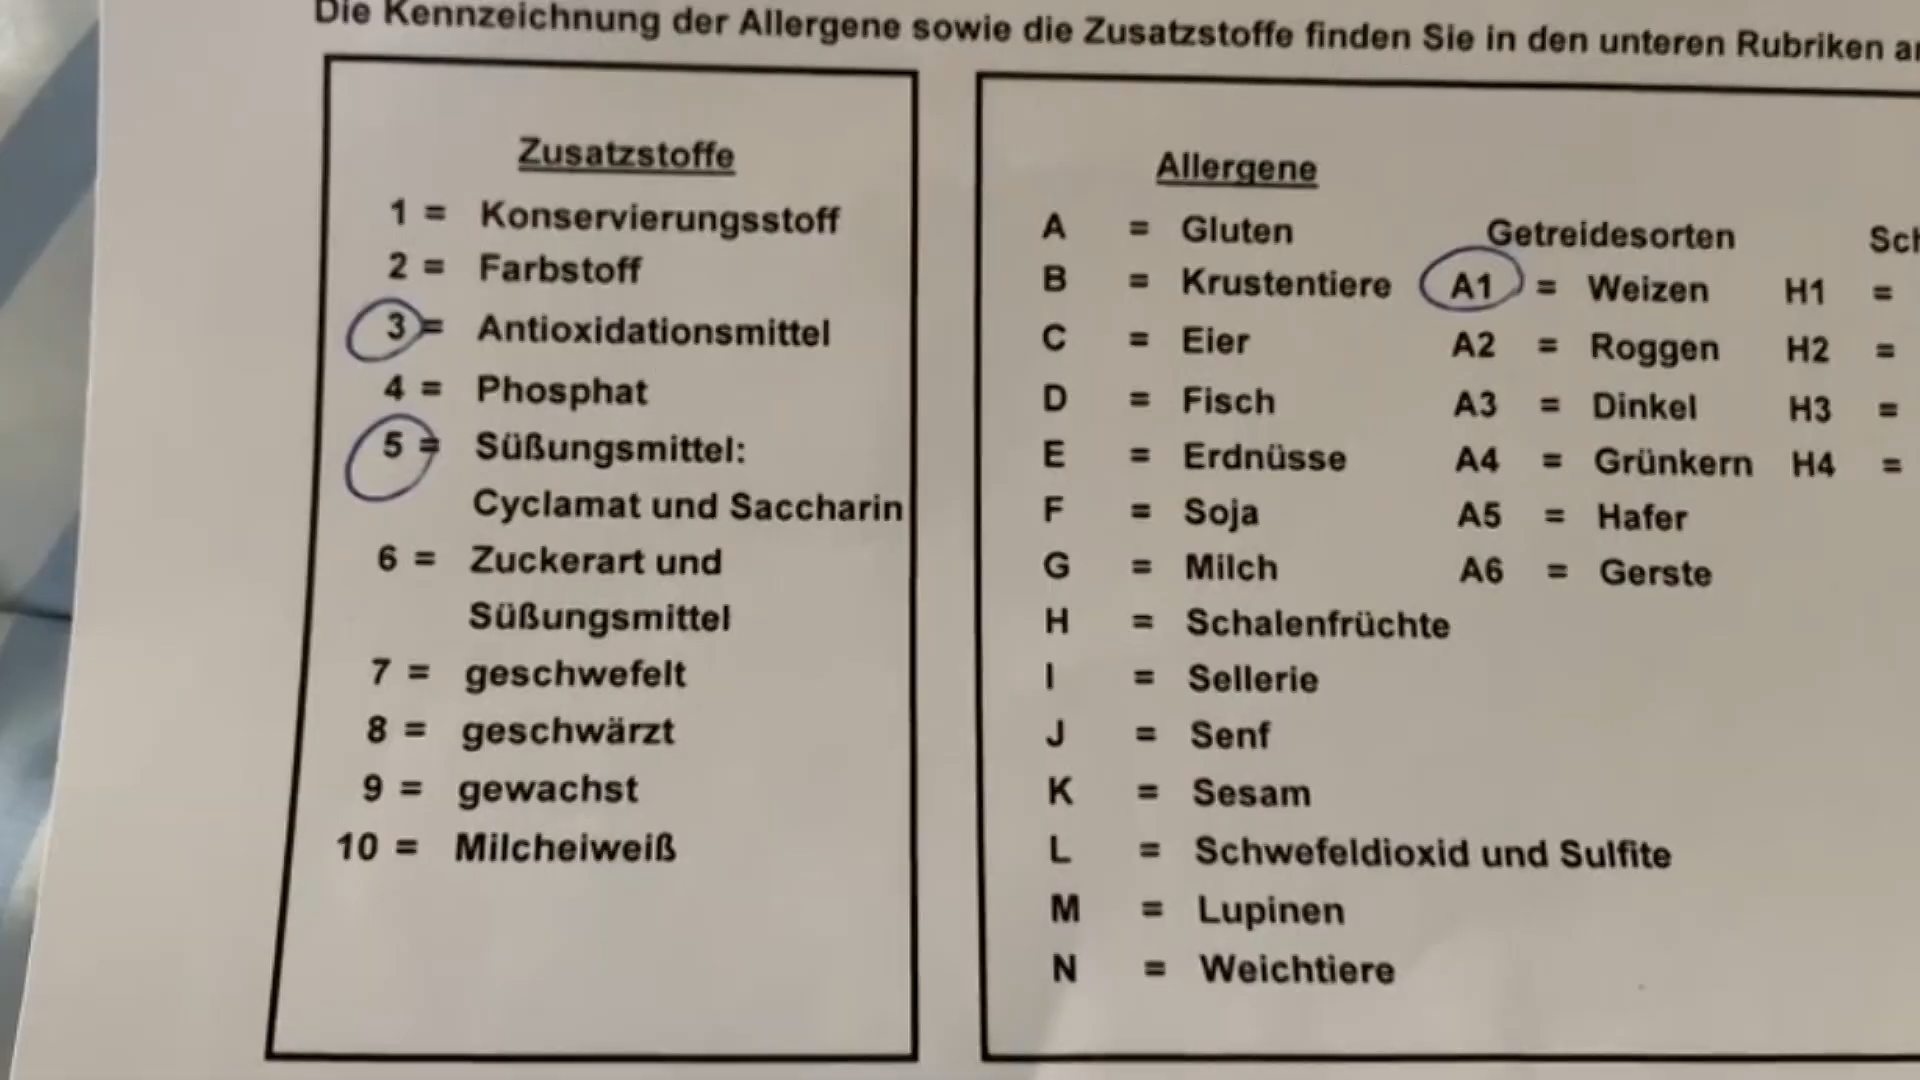 Die Kennzeichnung der Allergene sowie die Zusatzstoffe finden Sie in den unteren Rubriken
Zusatzstoffe
1 = Konservierungsstoff
2 = Farbstoff
3 = Antioxidationsmittel
4 = Phosphat
5 = Süßungsmittel:
Cyclamat und Saccharin
6 = Zuckerart und
Süßungsmittel
7 = geschwefelt
8 = geschwärzt
9 = gewachst
10 = Milcheiweiß
Allergene
A = Gluten Getreidesorten
B = Krustentiere A1 = Weizen H1 =
C = Eier A2 = Roggen H2 =
D = Fisch A3 = Dinkel H3 =
E = Erdnüsse A4 = Grünkern H4 =
F = Soja A5 = Hafer
G = Milch A6 = Gerste
H = Schalenfrüchte
I = Sellerie
J = Senf
K = Sesam
L = Schwefeldioxid und Sulfite
M = Lupinen
N = Weichtiere